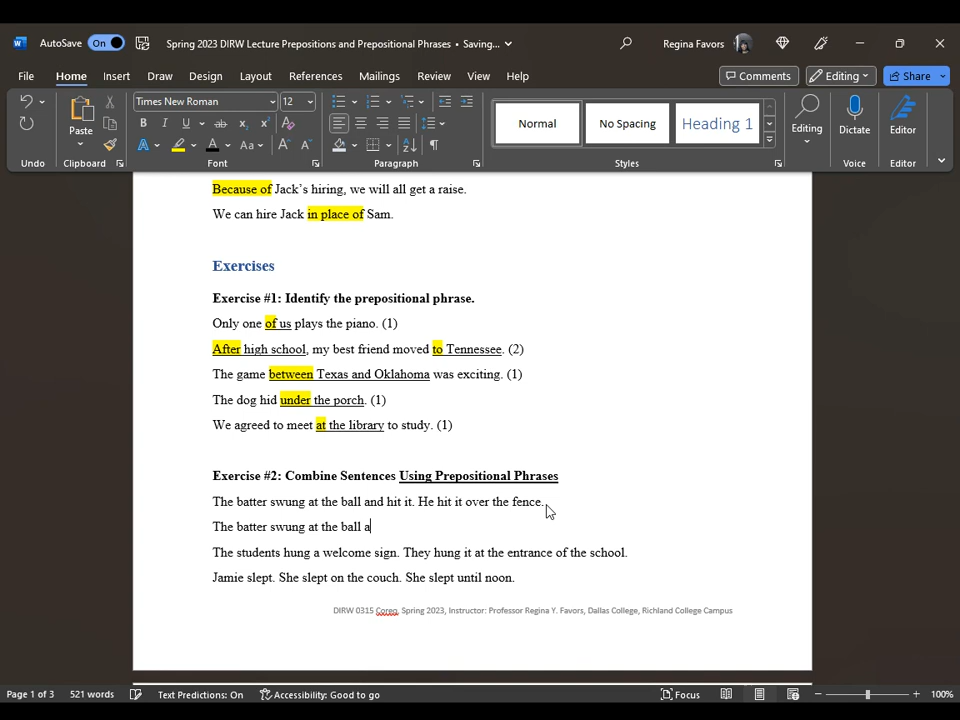 AutoSave On Spring 2023 DIRW Lecture Prepositions and Prepositional Phrases • Saving... Regina Favors
File Home Insert Draw Design Layout References Mailings Review View Help Comments Editing Share
Paste Times New Roman 12 Normal No Spacing Heading 1 Editing Dictate Editor
Undo Clipboard Font Paragraph Styles Voice Editor
Because of Jack’s hiring, we will all get a raise.
We can hire Jack in place of Sam.
Exercises
Exercise #1: Identify the prepositional phrase.
Only one of us plays the piano. (1)
After high school, my best friend moved to Tennessee. (2)
The game between Texas and Oklahoma was exciting. (1)
The dog hid under the porch. (1)
We agreed to meet at the library to study. (1)
Exercise #2: Combine Sentences Using Prepositional Phrases
The batter swung at the ball and hit it. He hit it over the fence.
The batter swung at the ball a
The students hung a welcome sign. They hung it at the entrance of the school.
Jamie slept. She slept on the couch. She slept until noon.
DIRW 0315 Coreq, Spring 2023, Instructor: Professor Regina Y. Favors, Dallas College, Richland College Campus
Page 1 of 3 521 words Text Predictions: On Accessibility: Good to go Focus 100%